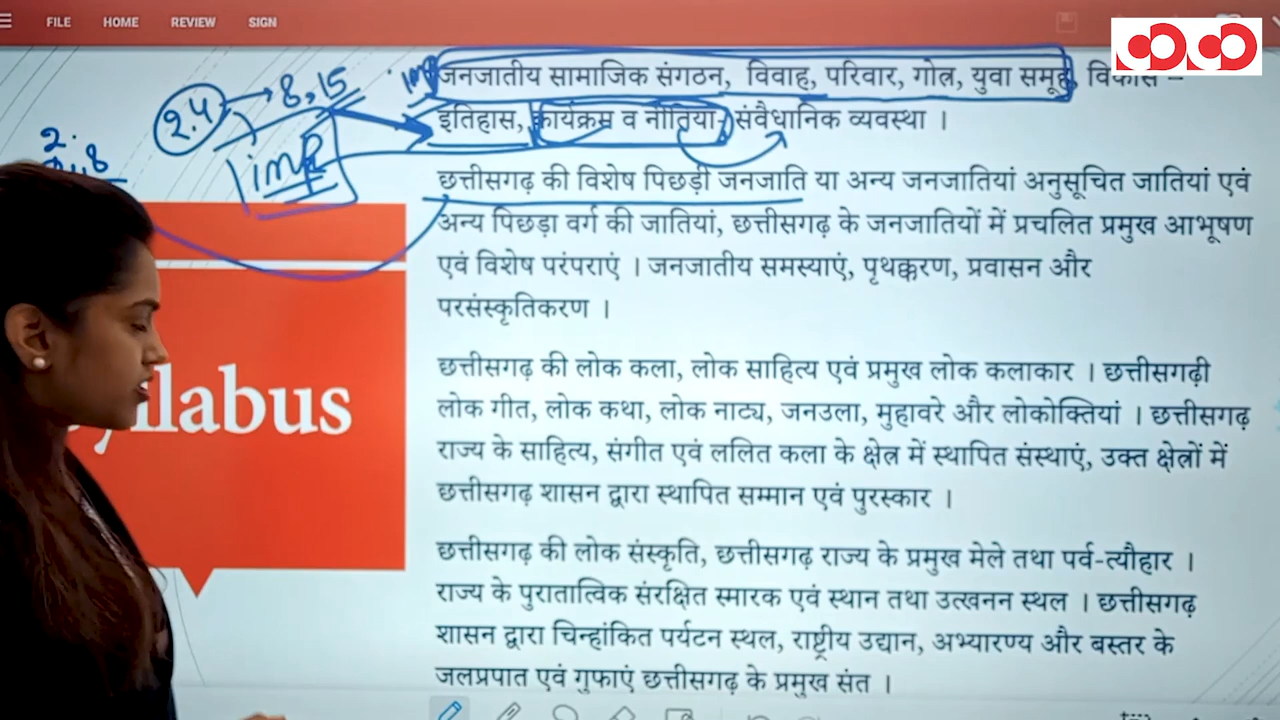 FILE HOME REVIEW SIGN
imp
जनजातीय सामाजिक संगठन, विवाह, परिवार, गोत्र, युवा समूह, विकास –
2.4 → 8, 15
इतिहास, कार्यक्रम व नीतियां- संवैधानिक व्यवस्था ।
imp
छत्तीसगढ़ की विशेष पिछड़ी जनजाति या अन्य जनजातियां अनुसूचित जातियां एवं
अन्य पिछड़ा वर्ग की जातियां, छत्तीसगढ़ के जनजातियों में प्रचलित प्रमुख आभूषण
एवं विशेष परंपराएं । जनजातीय समस्याएं, पृथक्करण, प्रवासन और
परसंस्कृतिकरण ।
छत्तीसगढ़ की लोक कला, लोक साहित्य एवं प्रमुख लोक कलाकार । छत्तीसगढ़ी
लोक गीत, लोक कथा, लोक नाट्य, जनउला, मुहावरे और लोकोक्तियां । छत्तीसगढ़
राज्य के साहित्य, संगीत एवं ललित कला के क्षेत्र में स्थापित संस्थाएं, उक्त क्षेत्रों में
छत्तीसगढ़ शासन द्वारा स्थापित सम्मान एवं पुरस्कार ।
छत्तीसगढ़ की लोक संस्कृति, छत्तीसगढ़ राज्य के प्रमुख मेले तथा पर्व-त्यौहार ।
राज्य के पुरातात्विक संरक्षित स्मारक एवं स्थान तथा उत्खनन स्थल । छत्तीसगढ़
शासन द्वारा चिन्हांकित पर्यटन स्थल, राष्ट्रीय उद्यान, अभ्यारण्य और बस्तर के
जलप्रपात एवं गुफाएं छत्तीसगढ़ के प्रमुख संत ।